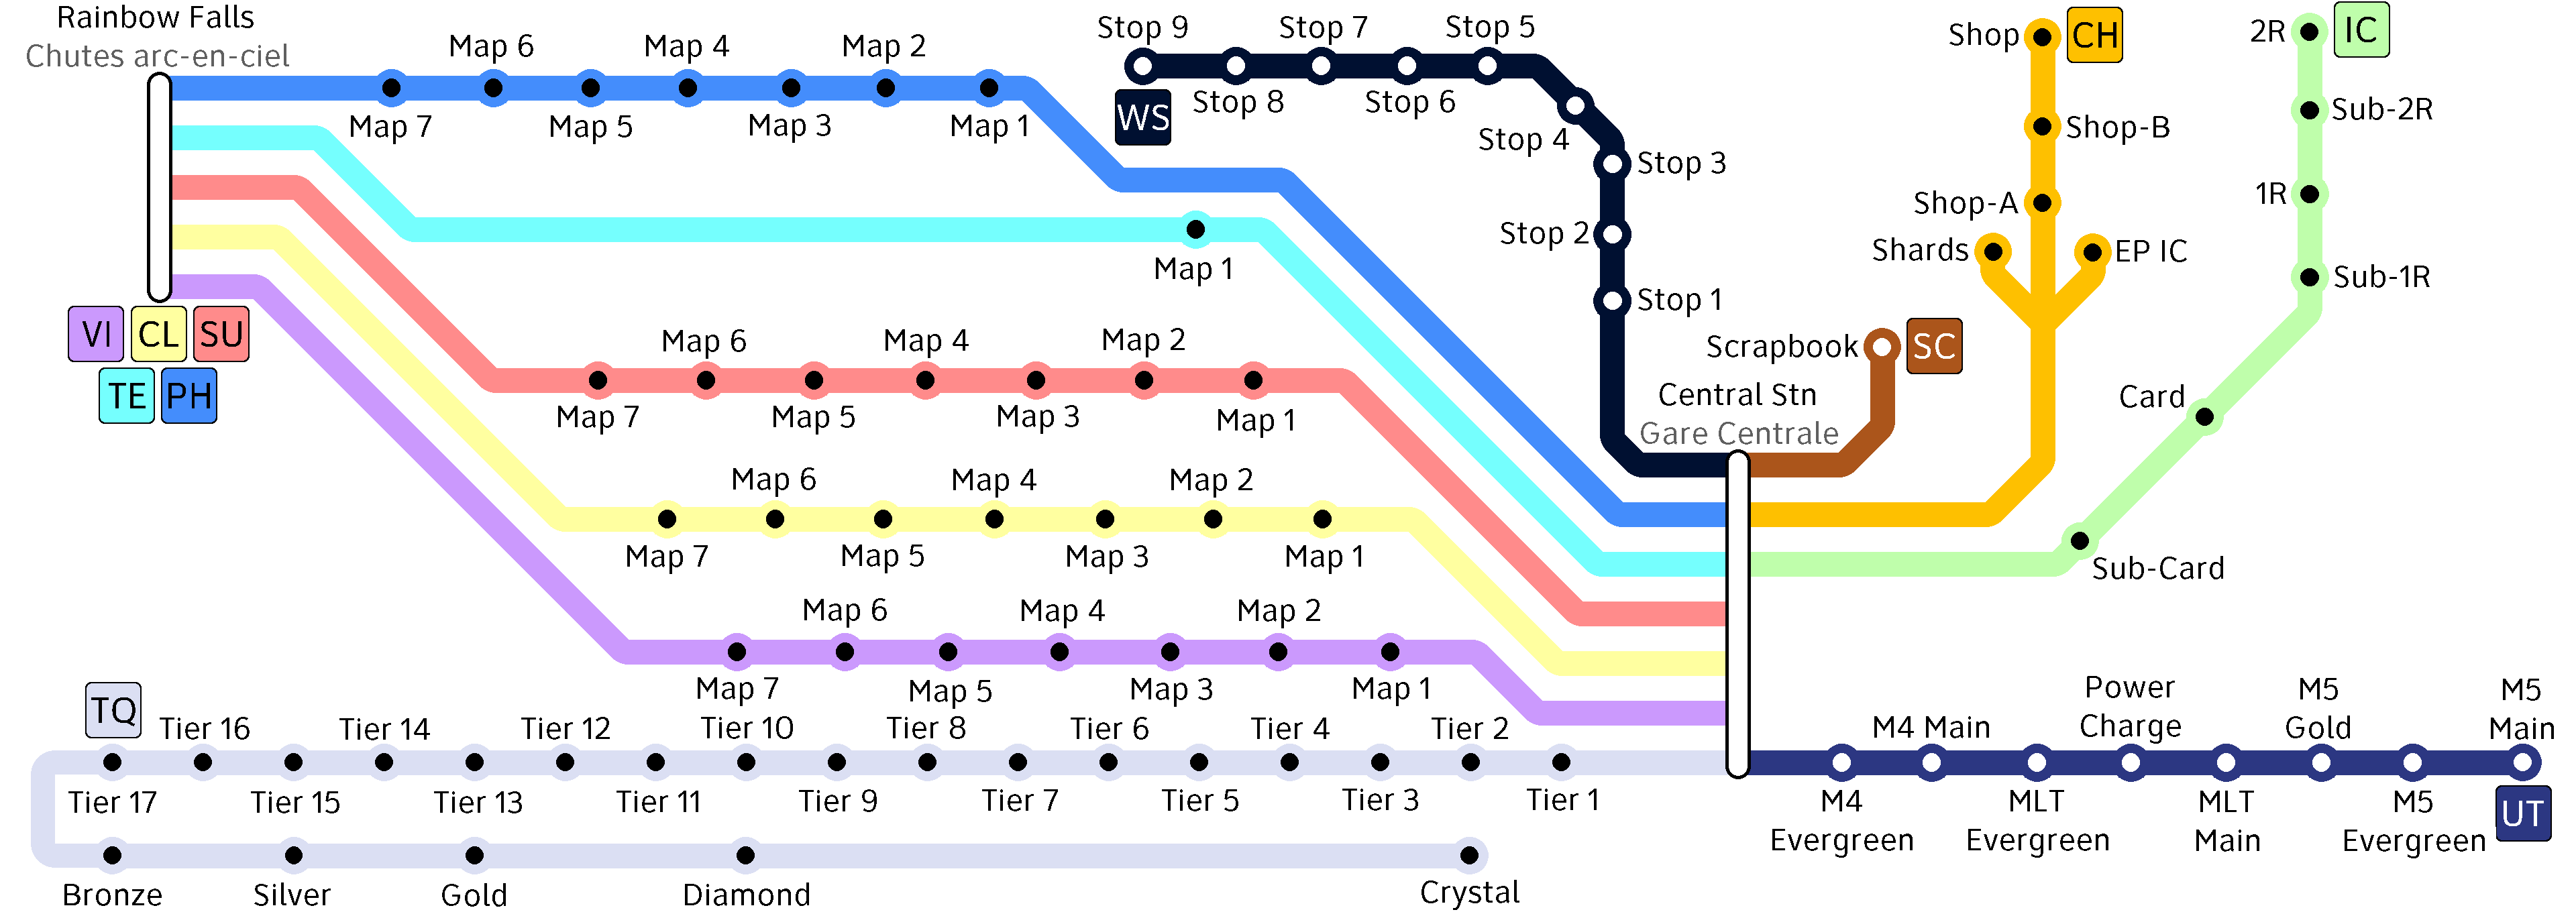 Rainbow Falls
Chutes arc-en-ciel
VI CL SU
TE PH
Map 6 Map 4 Map 2
Map 7 Map 5 Map 3 Map 1
Map 1
Map 6 Map 4 Map 2
Map 7 Map 5 Map 3 Map 1
Map 6 Map 4 Map 2
Map 7 Map 5 Map 3 Map 1
Map 6 Map 4 Map 2
Map 7 Map 5 Map 3 Map 1
Stop 9 Stop 7 Stop 5
WS Stop 8 Stop 6
Stop 4
Stop 3
Stop 2
Stop 1
Scrapbook SC
Central Stn
Gare Centrale
Shop CH
Shop-B
Shop-A
Shards EP IC
2R IC
Sub-2R
1R
Sub-1R
Card
Sub-Card
TQ
Tier 16 Tier 14 Tier 12 Tier 10 Tier 8 Tier 6 Tier 4 Tier 2
Tier 17 Tier 15 Tier 13 Tier 11 Tier 9 Tier 7 Tier 5 Tier 3 Tier 1
Bronze Silver Gold Diamond Crystal
M4 Main
Power
Charge
M5
Gold
M5
Main
M4
Evergreen
MLT
Evergreen
MLT
Main
M5
Evergreen
UT